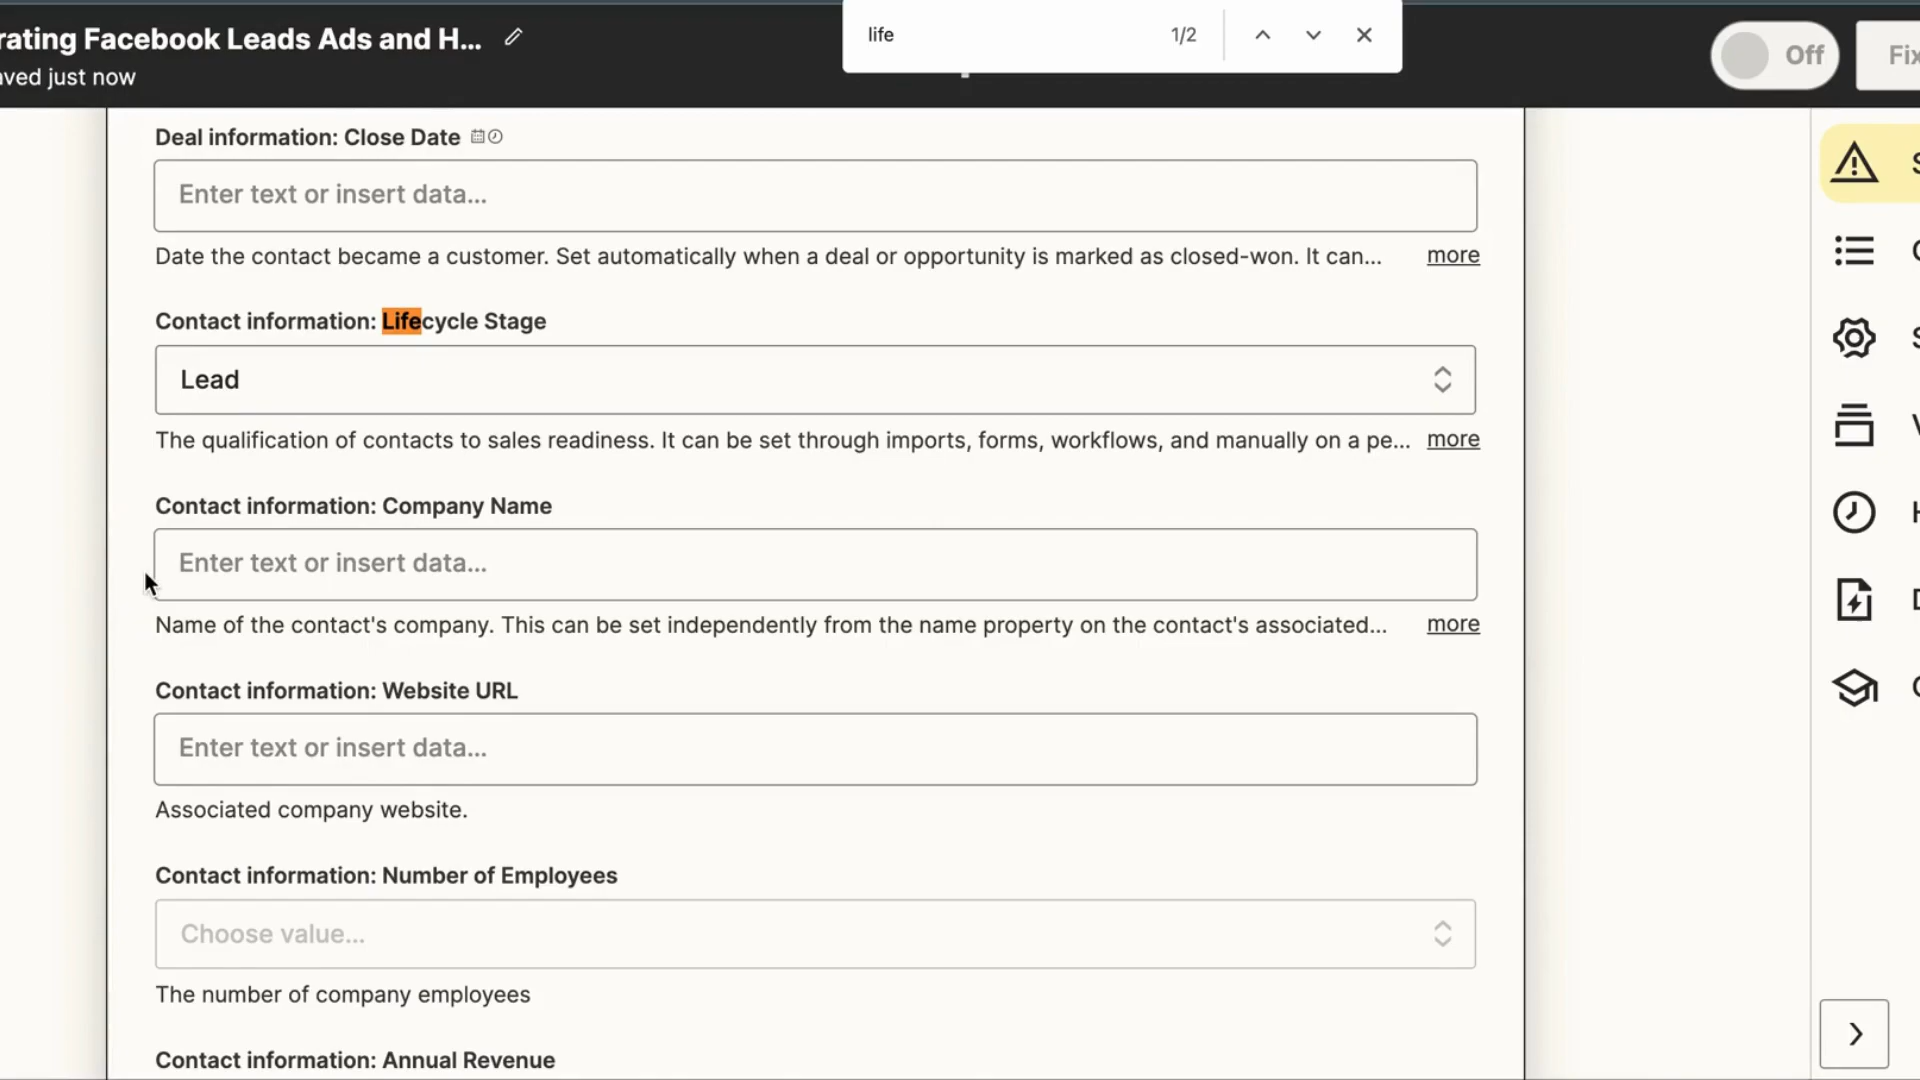 rating Facebook Leads Ads and H...
aved just now
life
1/2
Off
Fix
Deal information: Close Date
Enter text or insert data...
Date the contact became a customer. Set automatically when a deal or opportunity is marked as closed-won. It can... more
Contact information: Lifecycle Stage
Lead
The qualification of contacts to sales readiness. It can be set through imports, forms, workflows, and manually on a pe... more
Contact information: Company Name
Enter text or insert data...
Name of the contact's company. This can be set independently from the name property on the contact's associated... more
Contact information: Website URL
Enter text or insert data...
Associated company website.
Contact information: Number of Employees
Choose value...
The number of company employees
Contact information: Annual Revenue